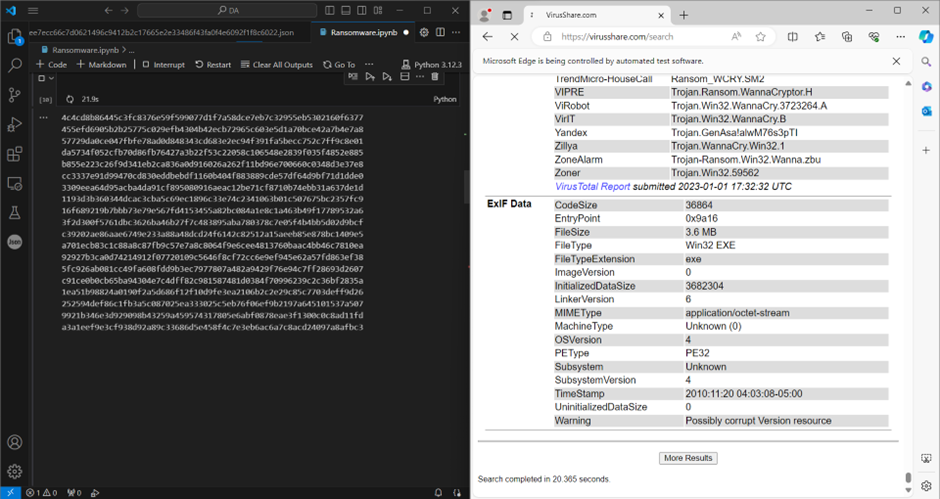 DA
ee7ecc66c7d0621496c9412b2c17665e2e33486f43fa0f4e6092f1f8c6022.json
Ransomware.ipynb
Ransomware.ipynb > ...
+ Code + Markdown Interrupt Restart Clear All Outputs Go To ... Python 3.12.3
[10] 21.9s Python
...
4c4cd8b86445c3fc8376e59f599077d1f7a58dce7eb7c32955eb5302160f6377
455efd6905b2b25775c029efb4304b42ecb72965c603e5d1a70bce42a7b4e7a8
57729da0ce047fbfe78ad0d848343cd683e2ec94f391fa5becc752c7ff9c8e01
da5734f052cfb70d86fb76427a3b22f53c22058c106548e2839f035f4852e885
b855e223c26f9d341eb2ca836a0d916026a262f11bd96e700660c0348d3e37e8
cc3337e91d99470cd830eddbebdf1160b404f883889cde57df64d9bf71d1dde0
3309eea64d95acba4da91cf895080916aeac12be71cf8710b74ebb31a637de1d
1193d3b360344dcac3cba5c69ec1896c33e74c2341063b01c507675bc2357fc9
16f689219b7bbb73e79e567fd4153455a82bc084a1e8c1a463b49f17789532a6
3f2d300f5761dbc3626ba46b27f7c483895aba780378c7e05f4b4bb5d02d9bcf
c39202ae86aae6749e233a88a48dcd24f6142c82512a15aeeb85e878bc1409e5
a701ecb83c1c88a8c87fb9c57e7a8c8064f9e6cee4813760baac4bb46c7810ea
92927b3ca0d74214912f07720109c5646f8cf72cc6e9ef945e62a57fd863ef38
5fc926ab081cc49fa608fdd9b3ec7977807a482a9429f76e94c7ff28693d2607
c91ce0b0cb65ba94304e7c4dff82c981587481d0384f70996239c2c36bf2835a
1ea51b98824a0190f2a5d686f12f10d9fe3ea2106b2c2e29c85c7703deff9d26
252594def86c1fb3a5c087025ea333025c5eb76f06ef9b2197a645101537a507
9921b346e3d929098b43259a459574317805e6abf0878eae3f1300c0c8ad11fd
a3a1eef9e3cf938d92a89c33686d5e458f4c7e3eb6ac6a7c8acd24097a8afbc3
1 0 0
VirusShare.com
https://virusshare.com/search
Microsoft Edge is being controlled by automated test software.
TrendMicro-HouseCall Ransom_WCRY.SM2
VIPRE Trojan.Ransom.WannaCryptor.H
ViRobot Trojan.Win32.WannaCry.3723264.A
VirIT Trojan.Win32.WannaCry.B
Yandex Trojan.GenAsa!alwM76s3pTI
Zillya Trojan.WannaCry.Win32.1
ZoneAlarm Trojan-Ransom.Win32.Wanna.zbu
Zoner Trojan.Win32.59562
VirusTotal Report submitted 2023-01-01 17:32:32 UTC
ExIF Data CodeSize 36864
EntryPoint 0x9a16
FileSize 3.6 MB
FileType Win32 EXE
FileTypeExtension exe
ImageVersion 0
InitializedDataSize 3682304
LinkerVersion 6
MIMEType application/octet-stream
MachineType Unknown (0)
OSVersion 4
PEType PE32
Subsystem Unknown
SubsystemVersion 4
TimeStamp 2010:11:20 04:03:08-05:00
UninitializedDataSize 0
Warning Possibly corrupt Version resource
More Results
Search completed in 20.365 seconds.